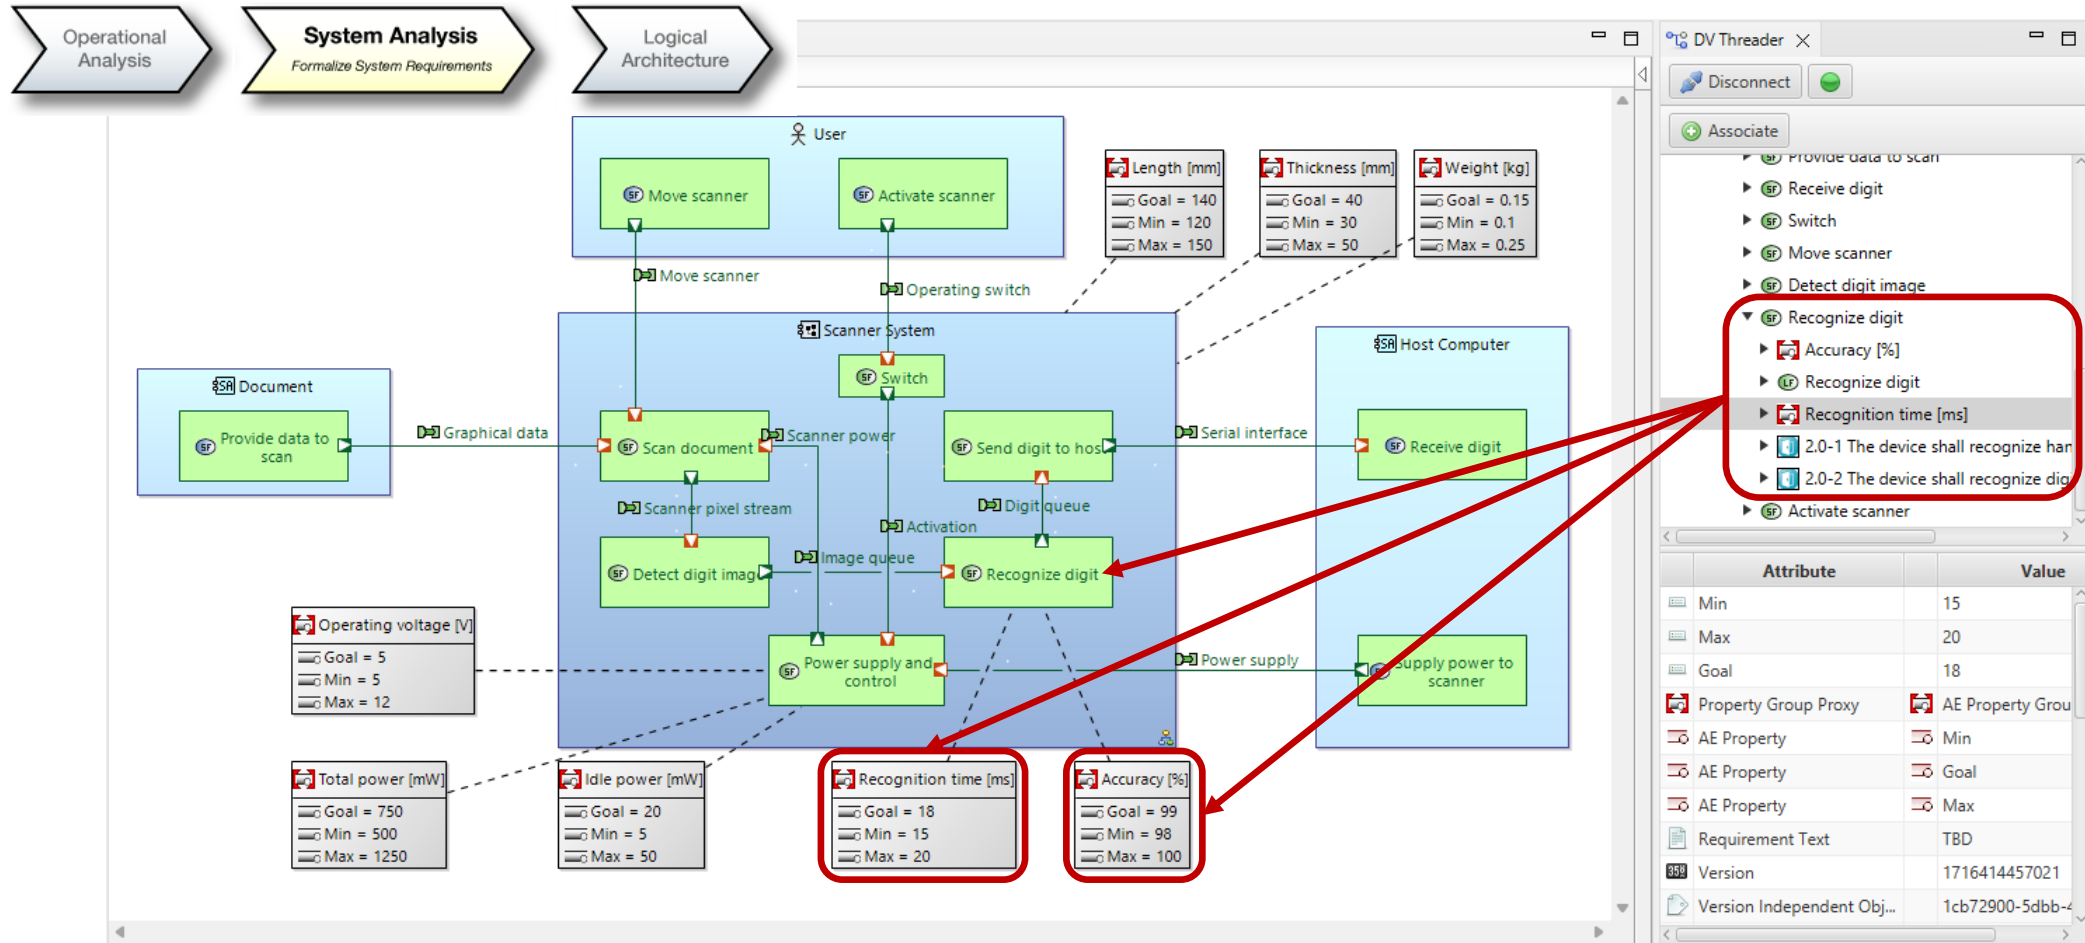 Operational
Analysis
System Analysis
Formalize System Requirements
Logical
Architecture
User
Move scanner
Activate scanner
Move scanner
Operating switch
Length [mm]
Goal = 140
Min = 120
Max = 150
Thickness [mm]
Goal = 40
Min = 30
Max = 50
Weight [kg]
Goal = 0.15
Min = 0.1
Max = 0.25
Scanner System
Switch
Document
Provide data to
scan
Graphical data
Scan document
Scanner power
Send digit to host
Serial interface
Host Computer
Receive digit
Scanner pixel stream
Activation
Digit queue
Detect digit image
Image queue
Recognize digit
Power supply and
control
Power supply
Supply power to
scanner
Operating voltage [V]
Goal = 5
Min = 5
Max = 12
Total power [mW]
Goal = 750
Min = 500
Max = 1250
Idle power [mW]
Goal = 20
Min = 5
Max = 50
Recognition time [ms]
Goal = 18
Min = 15
Max = 20
Accuracy [%]
Goal = 99
Min = 98
Max = 100
DV Threader
Disconnect
Associate
Provide data to scan
Receive digit
Switch
Move scanner
Detect digit image
Recognize digit
Accuracy [%]
Recognize digit
Recognition time [ms]
2.0-1 The device shall recognize han
2.0-2 The device shall recognize dig
Activate scanner
Attribute Value
Min 15
Max 20
Goal 18
Property Group Proxy AE Property Grou
AE Property Min
AE Property Goal
AE Property Max
Requirement Text TBD
Version 1716414457021
Version Independent Obj... 1cb72900-5dbb-4